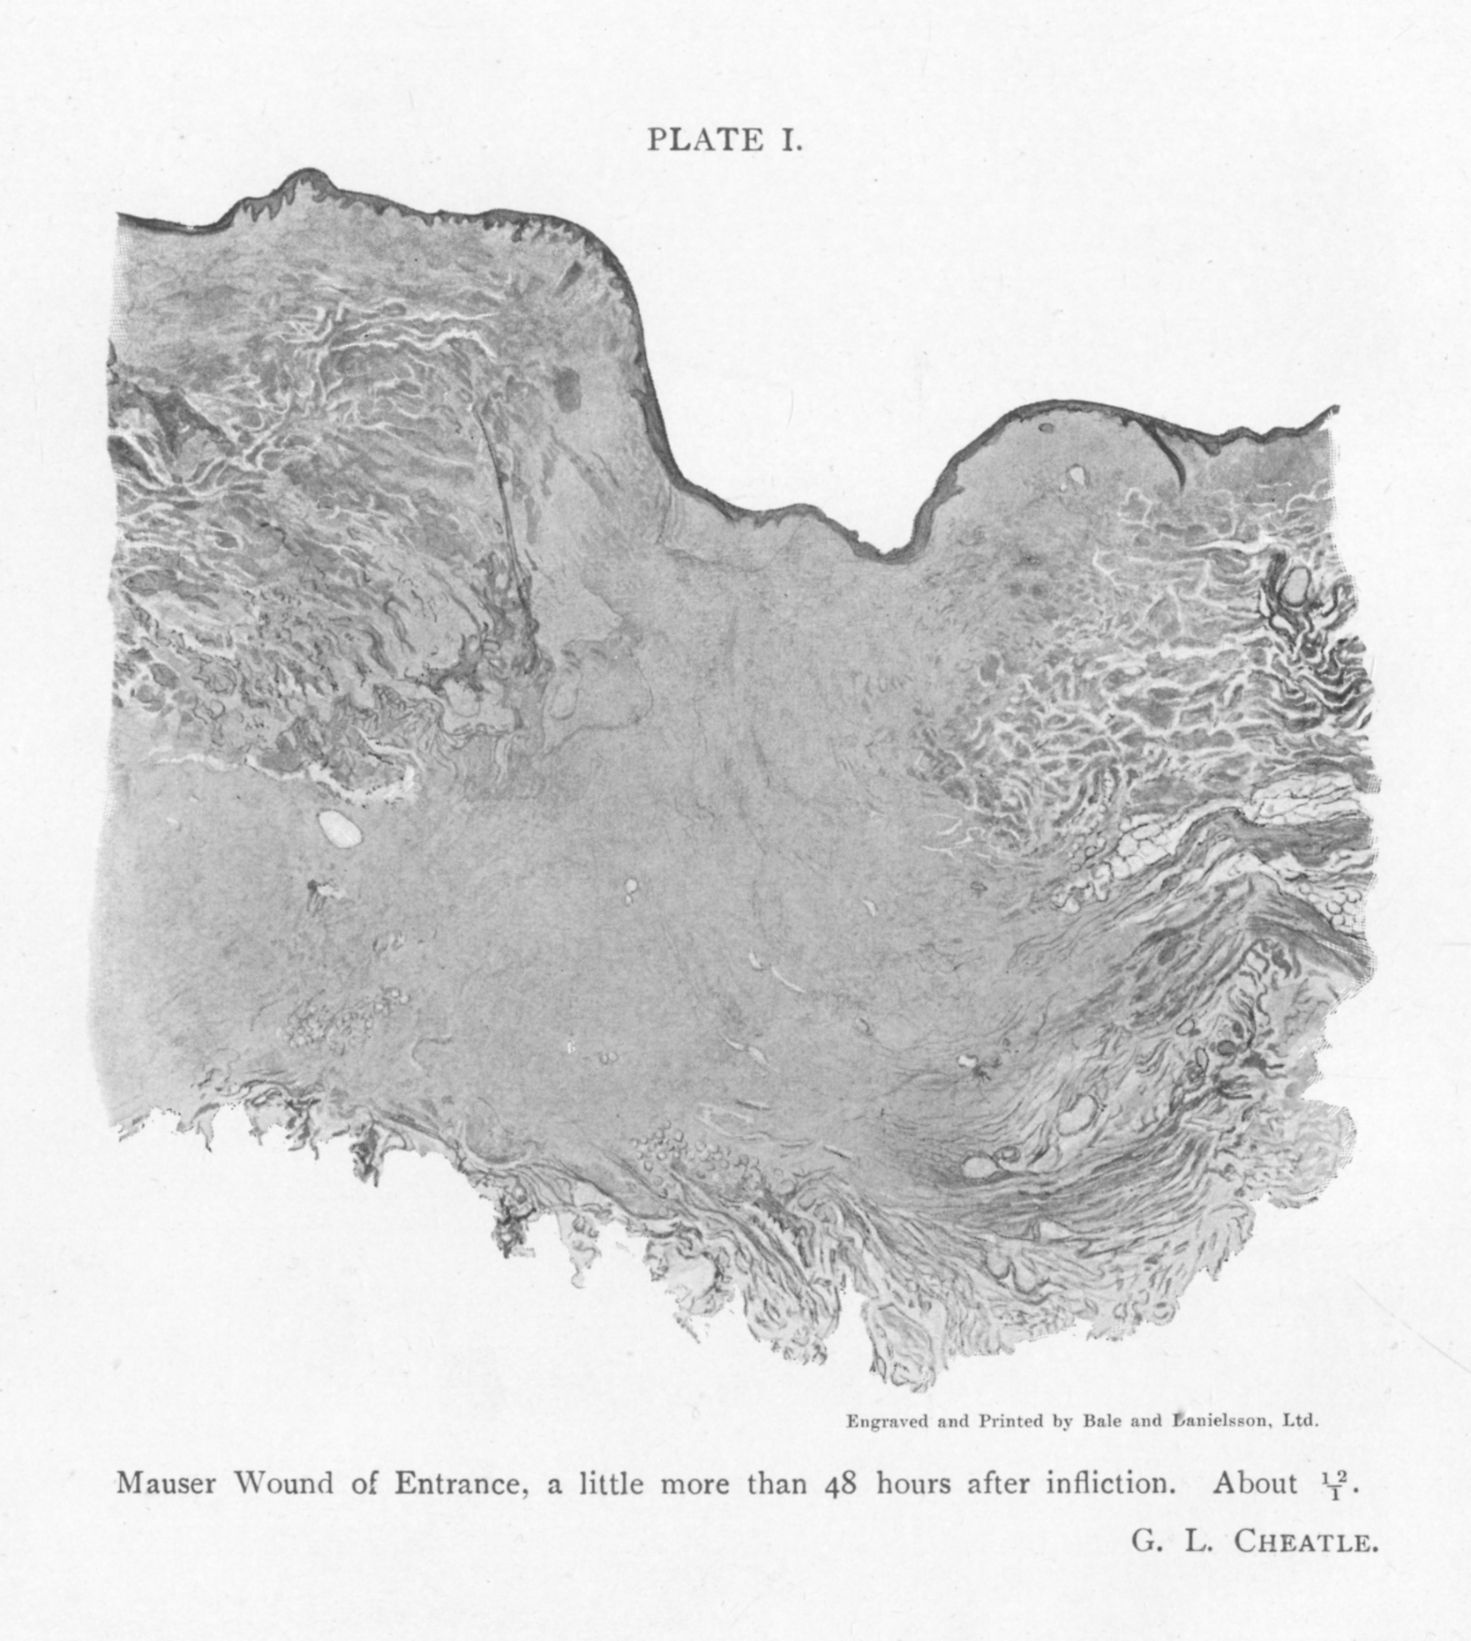 PLATE I.
Engraved and Printed by Bale and Danielsson, Ltd.
Mauser Wound of Entrance, a little more than 48 hours after infliction. About 12/1.
G. L. CHEATLE.